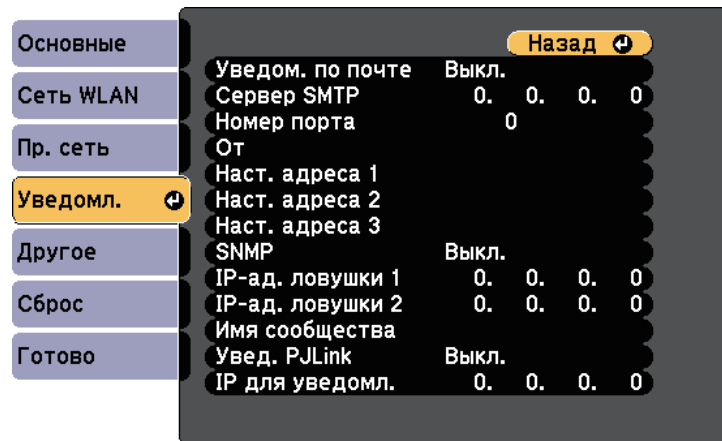 Основные
Сеть WLAN
Пр. сеть
Уведомл.
Другое
Сброс
Готово
Назад
Уведом. по почте Выкл.
Сервер SMTP 0. 0. 0. 0
Номер порта 0
От
Наст. адреса 1
Наст. адреса 2
Наст. адреса 3
SNMP Выкл.
IP-ад. ловушки 1 0. 0. 0. 0
IP-ад. ловушки 2 0. 0. 0. 0
Имя сообщества
Увед. PJLink Выкл.
IP для уведомл. 0. 0. 0. 0